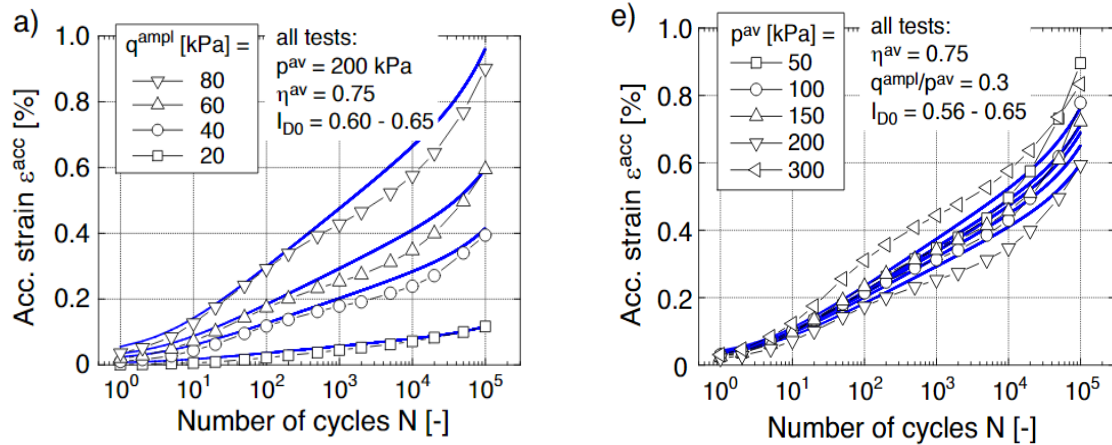 a)
q^ampl [kPa] =
80
60
40
20
all tests:
p^av = 200 kPa
η^av = 0.75
I_D0 = 0.60 - 0.65
Acc. strain ε^acc [%]
1.0
0.8
0.6
0.4
0.2
0
10^0 10^1 10^2 10^3 10^4 10^5
Number of cycles N [-]
e)
p^av [kPa] =
50
100
150
200
300
all tests:
η^av = 0.75
q^ampl/p^av = 0.3
I_D0 = 0.56 - 0.65
Acc. strain ε^acc [%]
1.0
0.8
0.6
0.4
0.2
0
10^0 10^1 10^2 10^3 10^4 10^5
Number of cycles N [-]